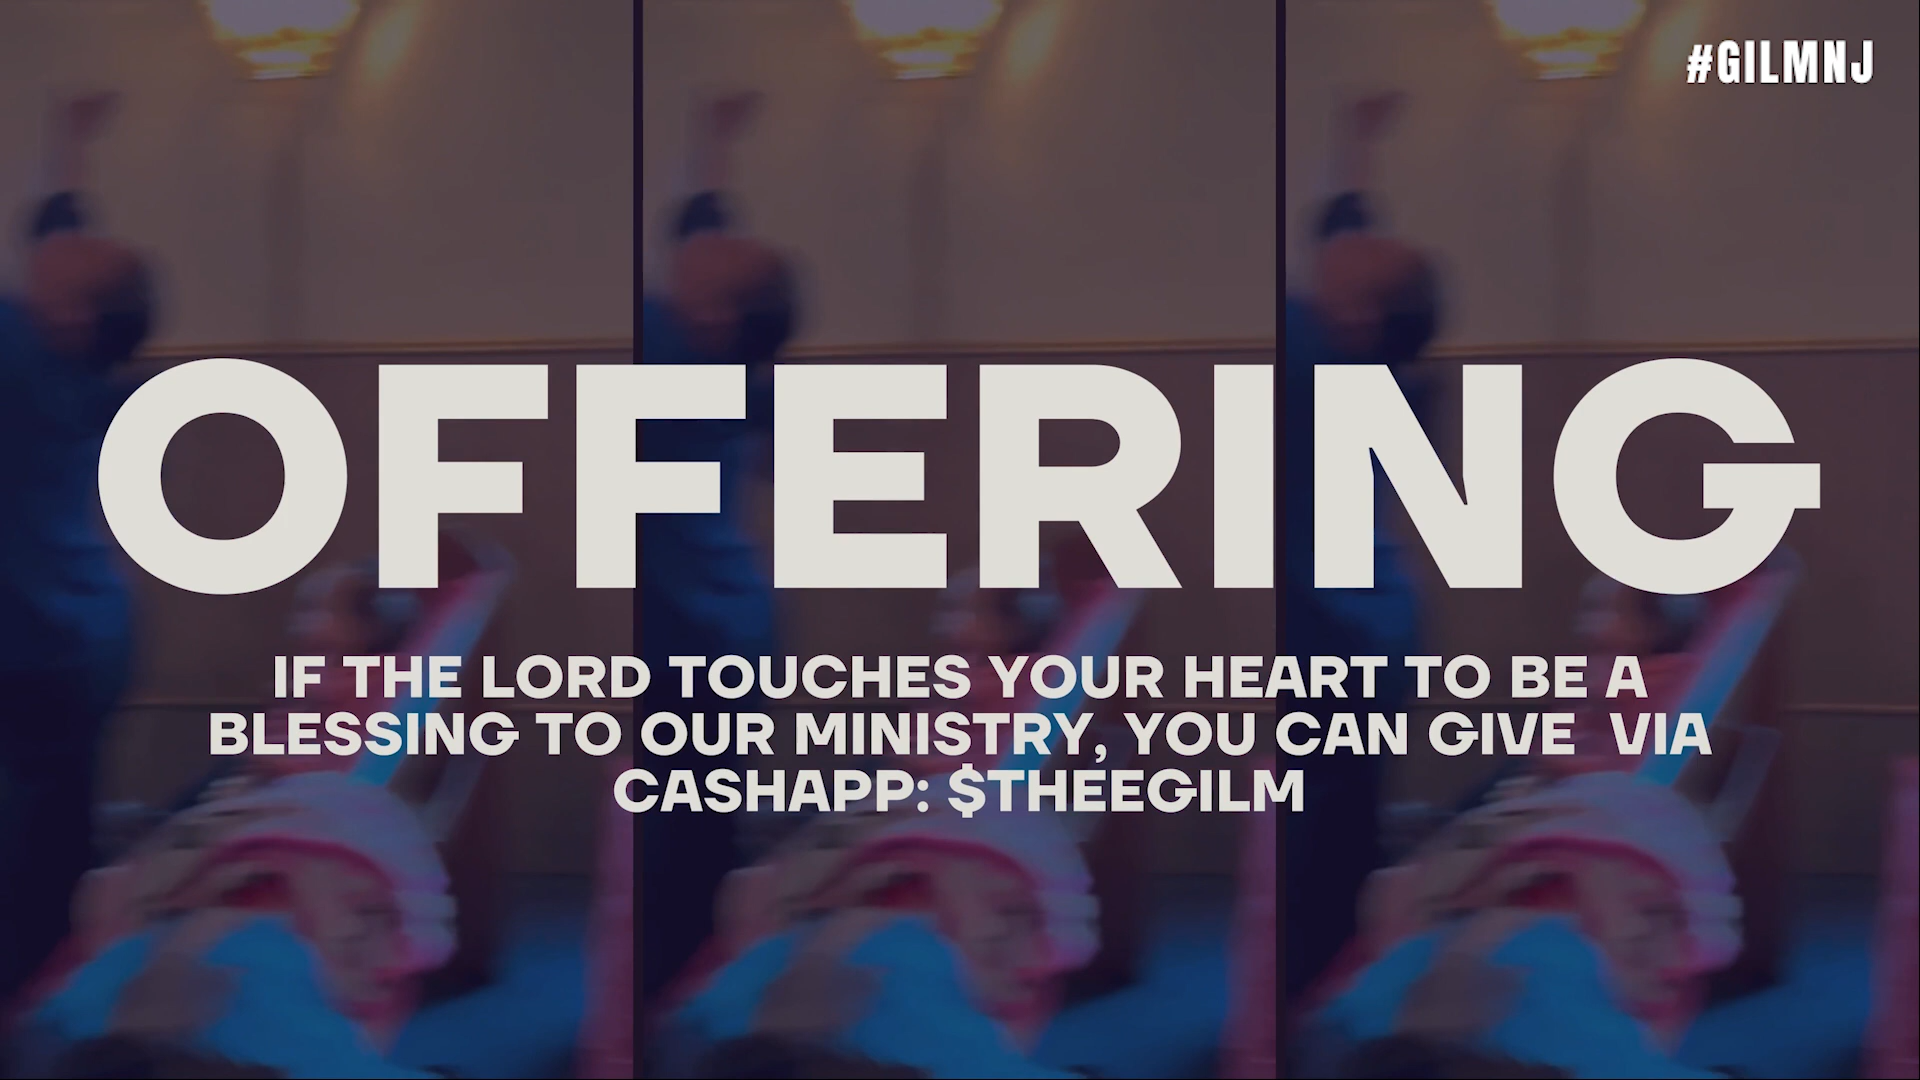 #GILMNJ
OFFERING
IF THE LORD TOUCHES YOUR HEART TO BE A
BLESSING TO OUR MINISTRY, YOU CAN GIVE  VIA
CASHAPP: $THEEGILM